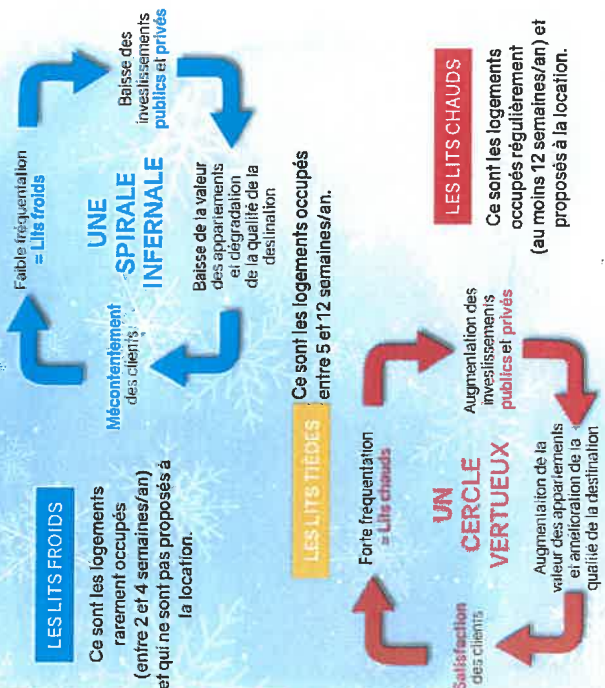 LES LITS FROIDS
Ce sont les logements
rarement occupés
(entre 2 et 4 semaines/an)
et qui ne sont pas proposés à
la location.
Faible fréquentation
= Lits froids
Baisse des
investissements
publics et privés
Baisse de la valeur
des appartements
et dégradation
de la qualité de la
destination
Mécontentement
des clients
UNE
SPIRALE
INFERNALE
LES LITS TIÈDES
Ce sont les logements occupés
entre 5 et 12 semaines/an.
Forte frequentation
= Lits chauds
Augmentation des
investissements
publics et privés
Augmentation de la
valeur des appartements
et amélioration de la
qualité de la destination
Satisfaction
des clients
UN
CERCLE
VERTUEUX
LES LITS CHAUDS
Ce sont les logements
occupés régulièrement
(au moins 12 semaines/an) et
proposés à la location.